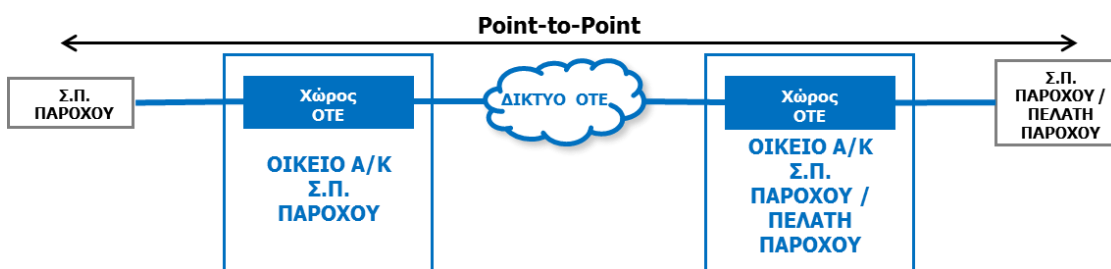 Point-to-Point
Σ.Π.
ΠΑΡΟΧΟΥ
Χώρος
ΟΤΕ
ΟΙΚΕΙΟ Α/Κ
Σ.Π.
ΠΑΡΟΧΟΥ
ΔΙΚΤΥΟ ΟΤΕ
Χώρος
ΟΤΕ
ΟΙΚΕΙΟ Α/Κ
Σ.Π.
ΠΑΡΟΧΟΥ /
ΠΕΛΑΤΗ
ΠΑΡΟΧΟΥ
Σ.Π.
ΠΑΡΟΧΟΥ /
ΠΕΛΑΤΗ
ΠΑΡΟΧΟΥ